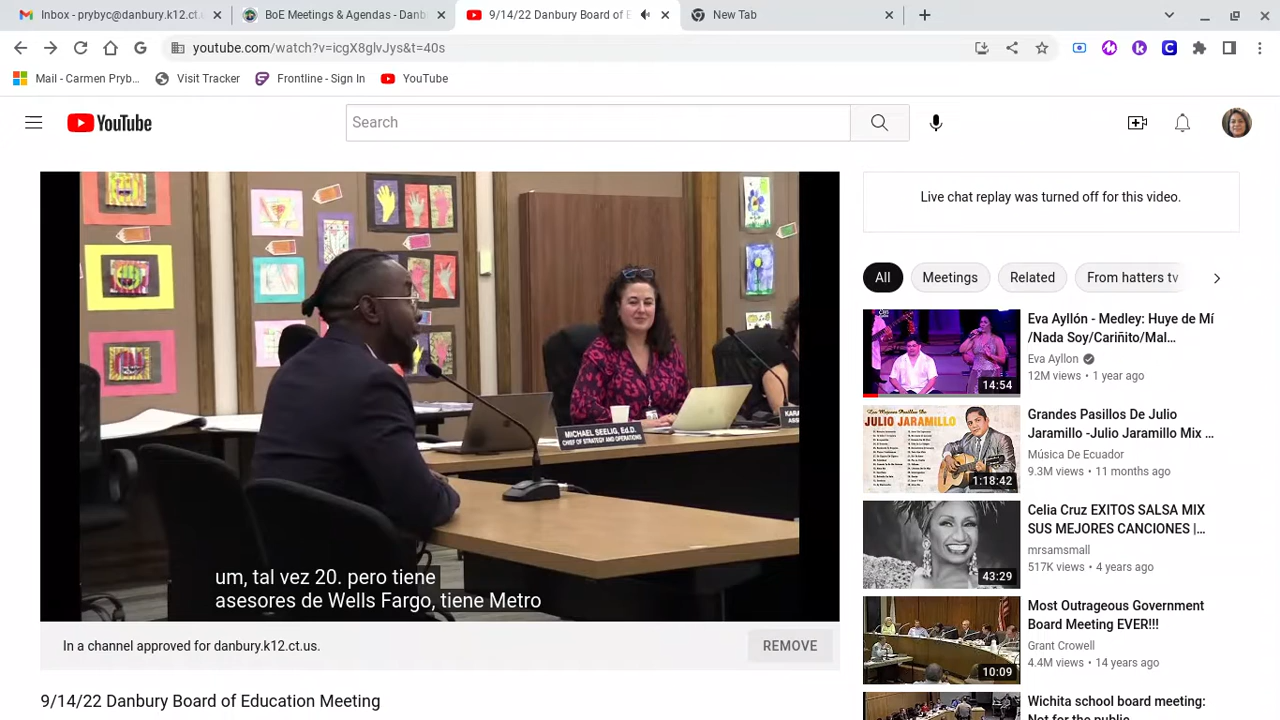 Inbox - prybyc@danbury.k12.ct.
BoE Meetings & Agendas - Danb
9/14/22 Danbury Board of E
New Tab
youtube.com/watch?v=icgX8glvJys&t=40s
Mail - Carmen Pryb...
Visit Tracker
Frontline - Sign In
YouTube
YouTube
Search
MICHAEL SEELIG, Ed.D.
CHIEF OF STRATEGY AND OPERATIONS
KARA
ASS
um, tal vez 20. pero tiene
asesores de Wells Fargo, tiene Metro
In a channel approved for danbury.k12.ct.us.
REMOVE
9/14/22 Danbury Board of Education Meeting
Live chat replay was turned off for this video.
All
Meetings
Related
From hatters tv
14:54
Eva Ayllón - Medley: Huye de Mí
/Nada Soy/Cariñito/Mal...
Eva Ayllon
12M views • 1 year ago
JULIO JARAMILLO
1:18:42
Grandes Pasillos De Julio
Jaramillo -Julio Jaramillo Mix ...
Música De Ecuador
9.3M views • 11 months ago
43:29
Celia Cruz EXITOS SALSA MIX
SUS MEJORES CANCIONES |...
mrsamsmall
517K views • 4 years ago
10:09
Most Outrageous Government
Board Meeting EVER!!!
Grant Crowell
4.4M views • 14 years ago
Wichita school board meeting:
Not for the public